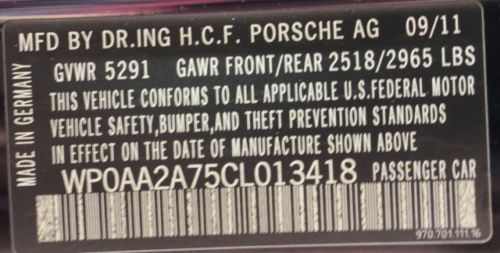 MFD BY DR.ING H.C.F. PORSCHE AG 09/11
GVWR 5291 GAWR FRONT/REAR 2518/2965 LBS
THIS VEHICLE CONFORMS TO ALL APPLICABLE U.S.FEDERAL MOTOR
VEHICLE SAFETY,BUMPER,AND THEFT PREVENTION STANDARDS
IN EFFECT ON THE DATE OF MANUFACTURE SHOWN ABOVE
WP0AA2A75CL013418 PASSENGER CAR
970.701.111.16
MADE IN GERMANY